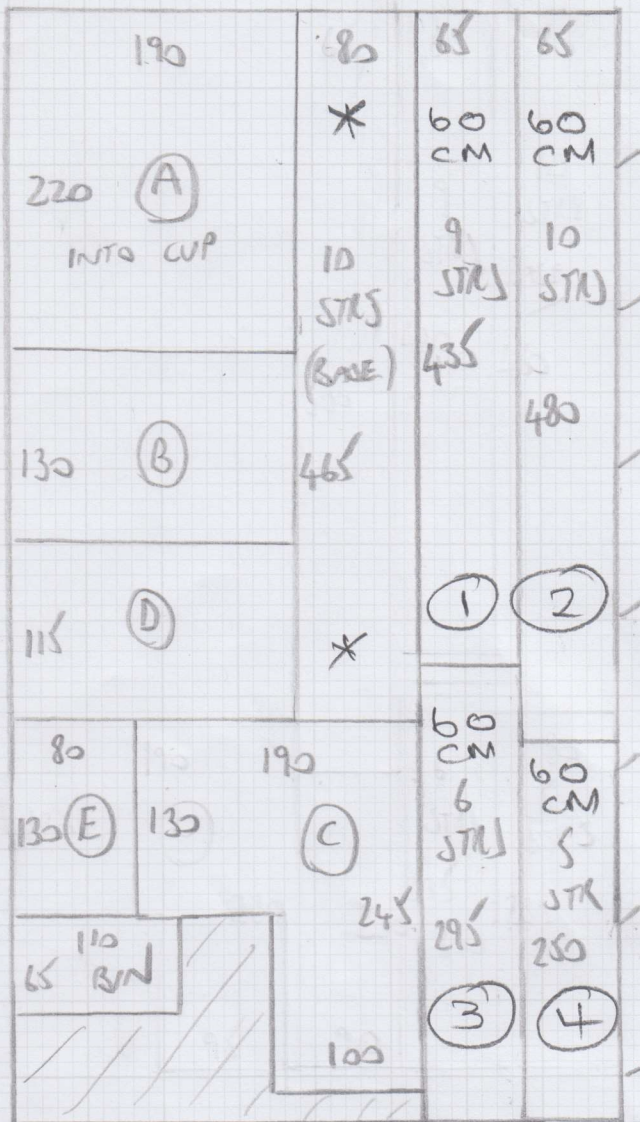 190
220 A
INTO CUP
130 B
115 D
80
*
10
STRS
(BASE)
465
*
65
60
CM
9
STRS
435
1
65
60
CM
10
STRS
480
2
80
130 E
190
130 C
245
100
110
65 BIN
60
CM
6
STRS
295
3
60
CM
5
STR
250
4